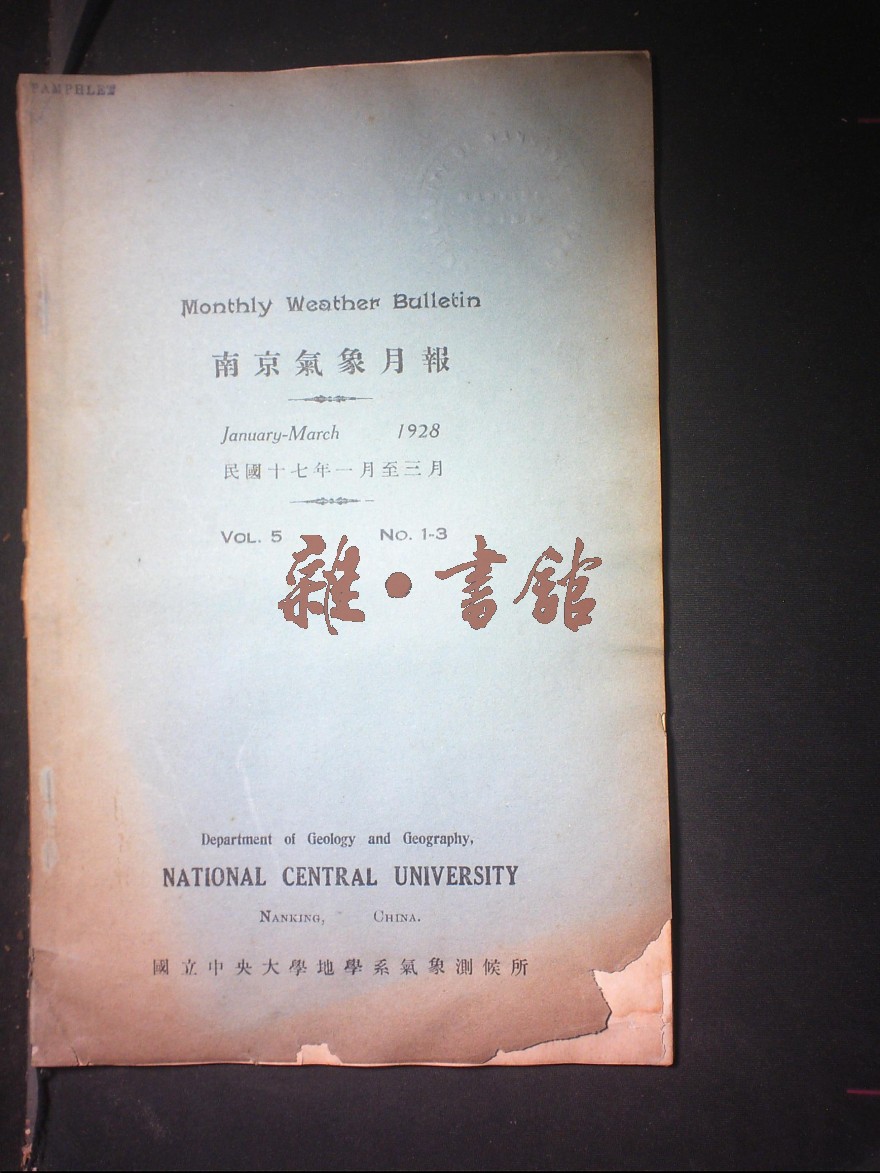 PAMPHLET
Monthly Weather Bulletin
南京氣象月報
January-March 1928
民國十七年一月至三月
VOL. 5 No. 1-3
雜·書館
Department of Geology and Geography,
NATIONAL CENTRAL UNIVERSITY
NANKING, CHINA.
國立中央大學地學系氣象測候所